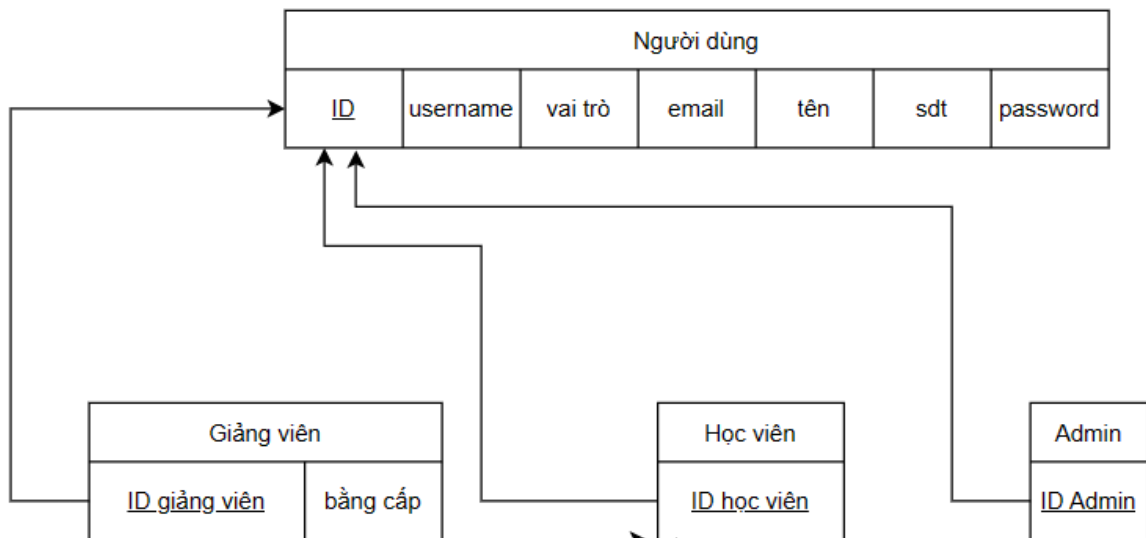 Người dùng
ID username vai trò email tên sdt password
Giảng viên Học viên Admin
ID giảng viên bằng cấp ID học viên ID Admin